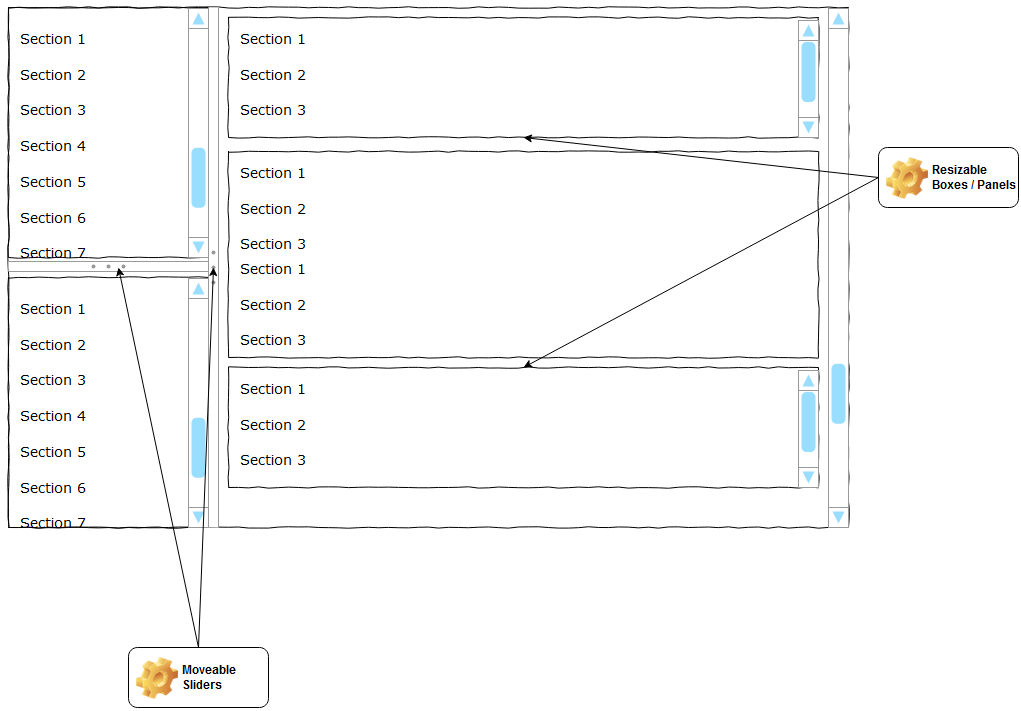 Section 1
Section 2
Section 3
Section 4
Section 5
Section 6
Section 7
Section 1
Section 2
Section 3
Section 4
Section 5
Section 6
Section 7
Section 1
Section 2
Section 3
Section 1
Section 2
Section 3
Section 1
Section 2
Section 3
Section 1
Section 2
Section 3
Resizable
Boxes / Panels
Moveable
Sliders